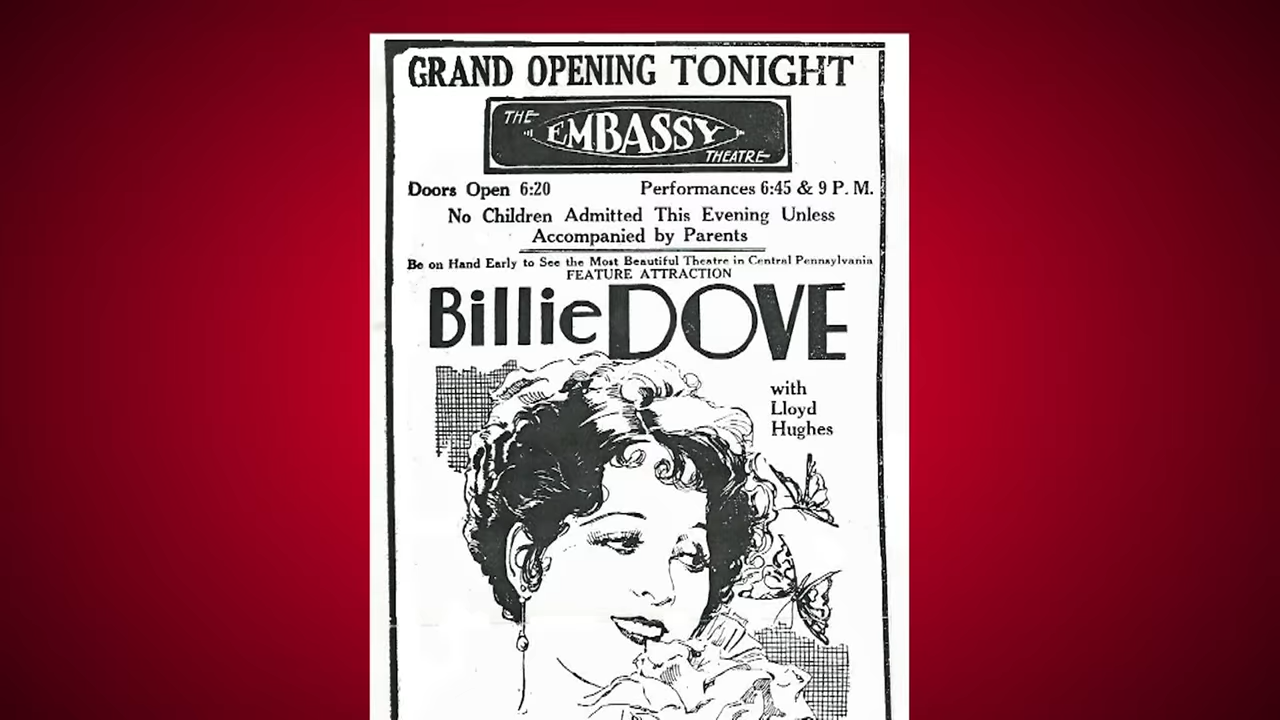 GRAND OPENING TONIGHT
THE
EMBASSY
THEATRE
Doors Open 6:20 Performances 6:45 & 9 P. M.
No Children Admitted This Evening Unless
Accompanied by Parents
Be on Hand Early to See the Most Beautiful Theatre in Central Pennsylvania
FEATURE ATTRACTION
Billie DOVE
with
Lloyd
Hughes